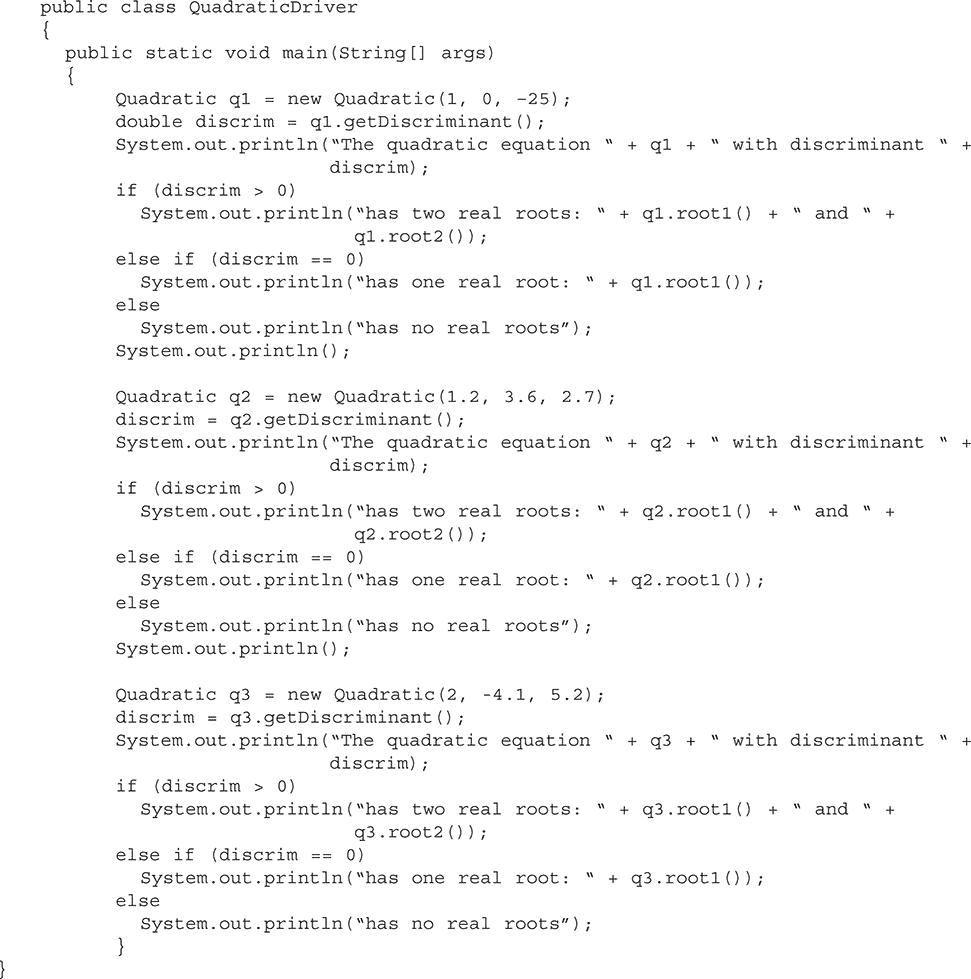 public class QuadraticDriver
{
public static void main(String[] args)
{
Quadratic q1 = new Quadratic(1, 0, –25);
double discrim = q1.getDiscriminant();
System.out.println(“The quadratic equation “ + q1 + “ with discriminant “ +
discrim);
if (discrim > 0)
System.out.println(“has two real roots: “ + q1.root1() + “ and “ +
q1.root2());
else if (discrim == 0)
System.out.println(“has one real root: “ + q1.root1());
else
System.out.println(“has no real roots”);
System.out.println();
Quadratic q2 = new Quadratic(1.2, 3.6, 2.7);
discrim = q2.getDiscriminant();
System.out.println(“The quadratic equation “ + q2 + “ with discriminant “ +
discrim);
if (discrim > 0)
System.out.println(“has two real roots: “ + q2.root1() + “ and “ +
q2.root2());
else if (discrim == 0)
System.out.println(“has one real root: “ + q2.root1());
else
System.out.println(“has no real roots”);
System.out.println();
Quadratic q3 = new Quadratic(2, -4.1, 5.2);
discrim = q3.getDiscriminant();
System.out.println(“The quadratic equation “ + q3 + “ with discriminant “ +
discrim);
if (discrim > 0)
System.out.println(“has two real roots: “ + q3.root1() + “ and “ +
q3.root2());
else if (discrim == 0)
System.out.println(“has one real root: “ + q3.root1());
else
System.out.println(“has no real roots”);
}
}